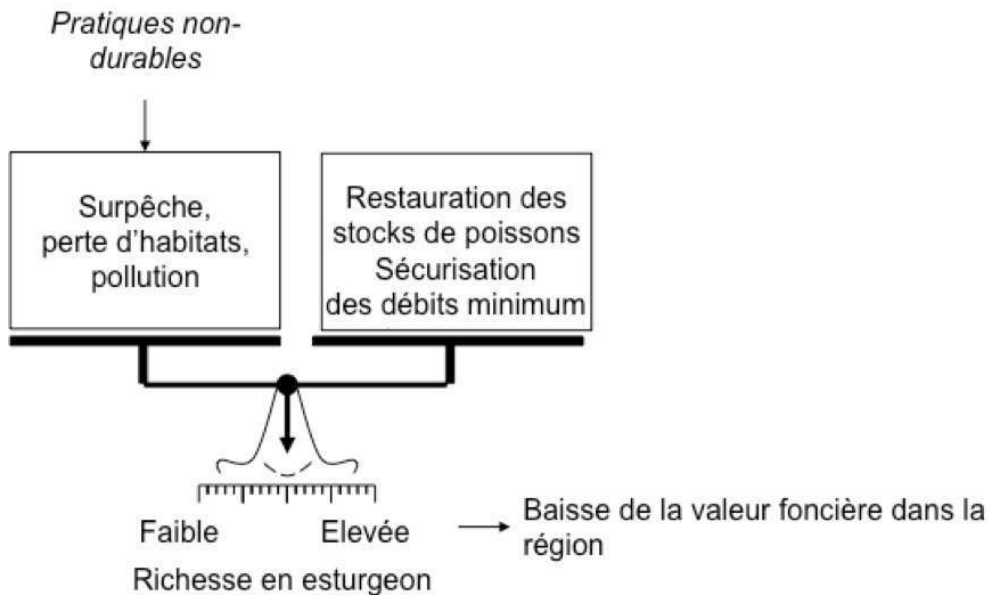 Pratiques non-
durables
Surpêche,
perte d'habitats,
pollution
Restauration des
stocks de poissons
Sécurisation
des débits minimum
Faible
Elevée
Richesse en esturgeon
Baisse de la valeur foncière dans la
région